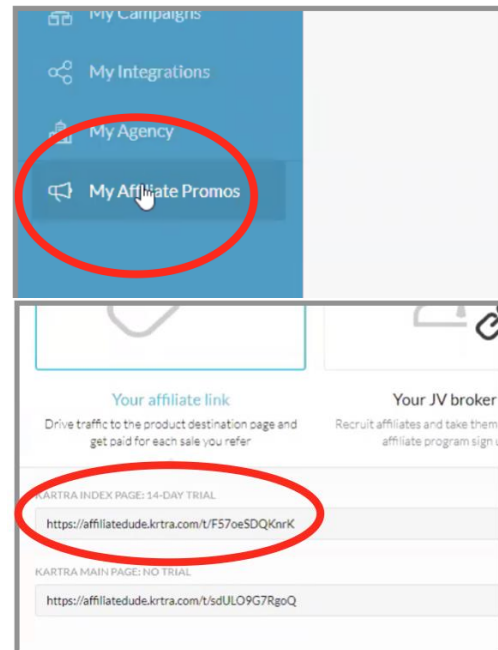 My Campaigns
My Integrations
My Agency
My Affiliate Promos
Your affiliate link
Drive traffic to the product destination page and
get paid for each sale you refer
Your JV broker
Recruit affiliates and take them
affiliate program sign
KARTRA INDEX PAGE: 14-DAY TRIAL
https://affiliatedude.krtra.com/t/F57oeSDQKnrK
KARTRA MAIN PAGE: NO TRIAL
https://affiliatedude.krtra.com/t/sdULO9G7RgoQ